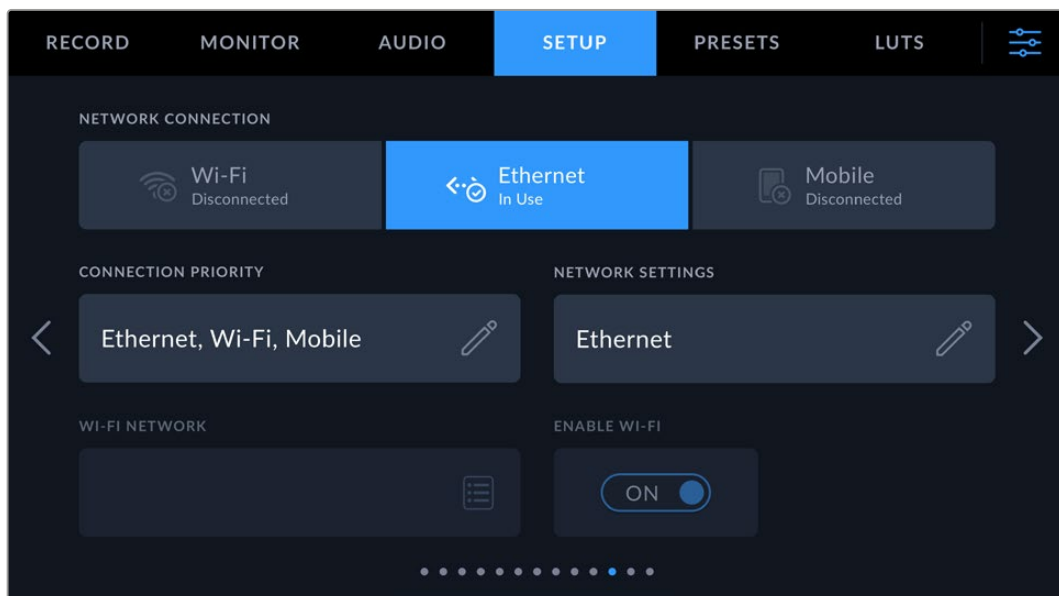 RECORD MONITOR AUDIO SETUP PRESETS LUTS
NETWORK CONNECTION
Wi-Fi
Disconnected
Ethernet
In Use
Mobile
Disconnected
CONNECTION PRIORITY
Ethernet, Wi-Fi, Mobile
NETWORK SETTINGS
Ethernet
WI-FI NETWORK
ENABLE WI-FI
ON